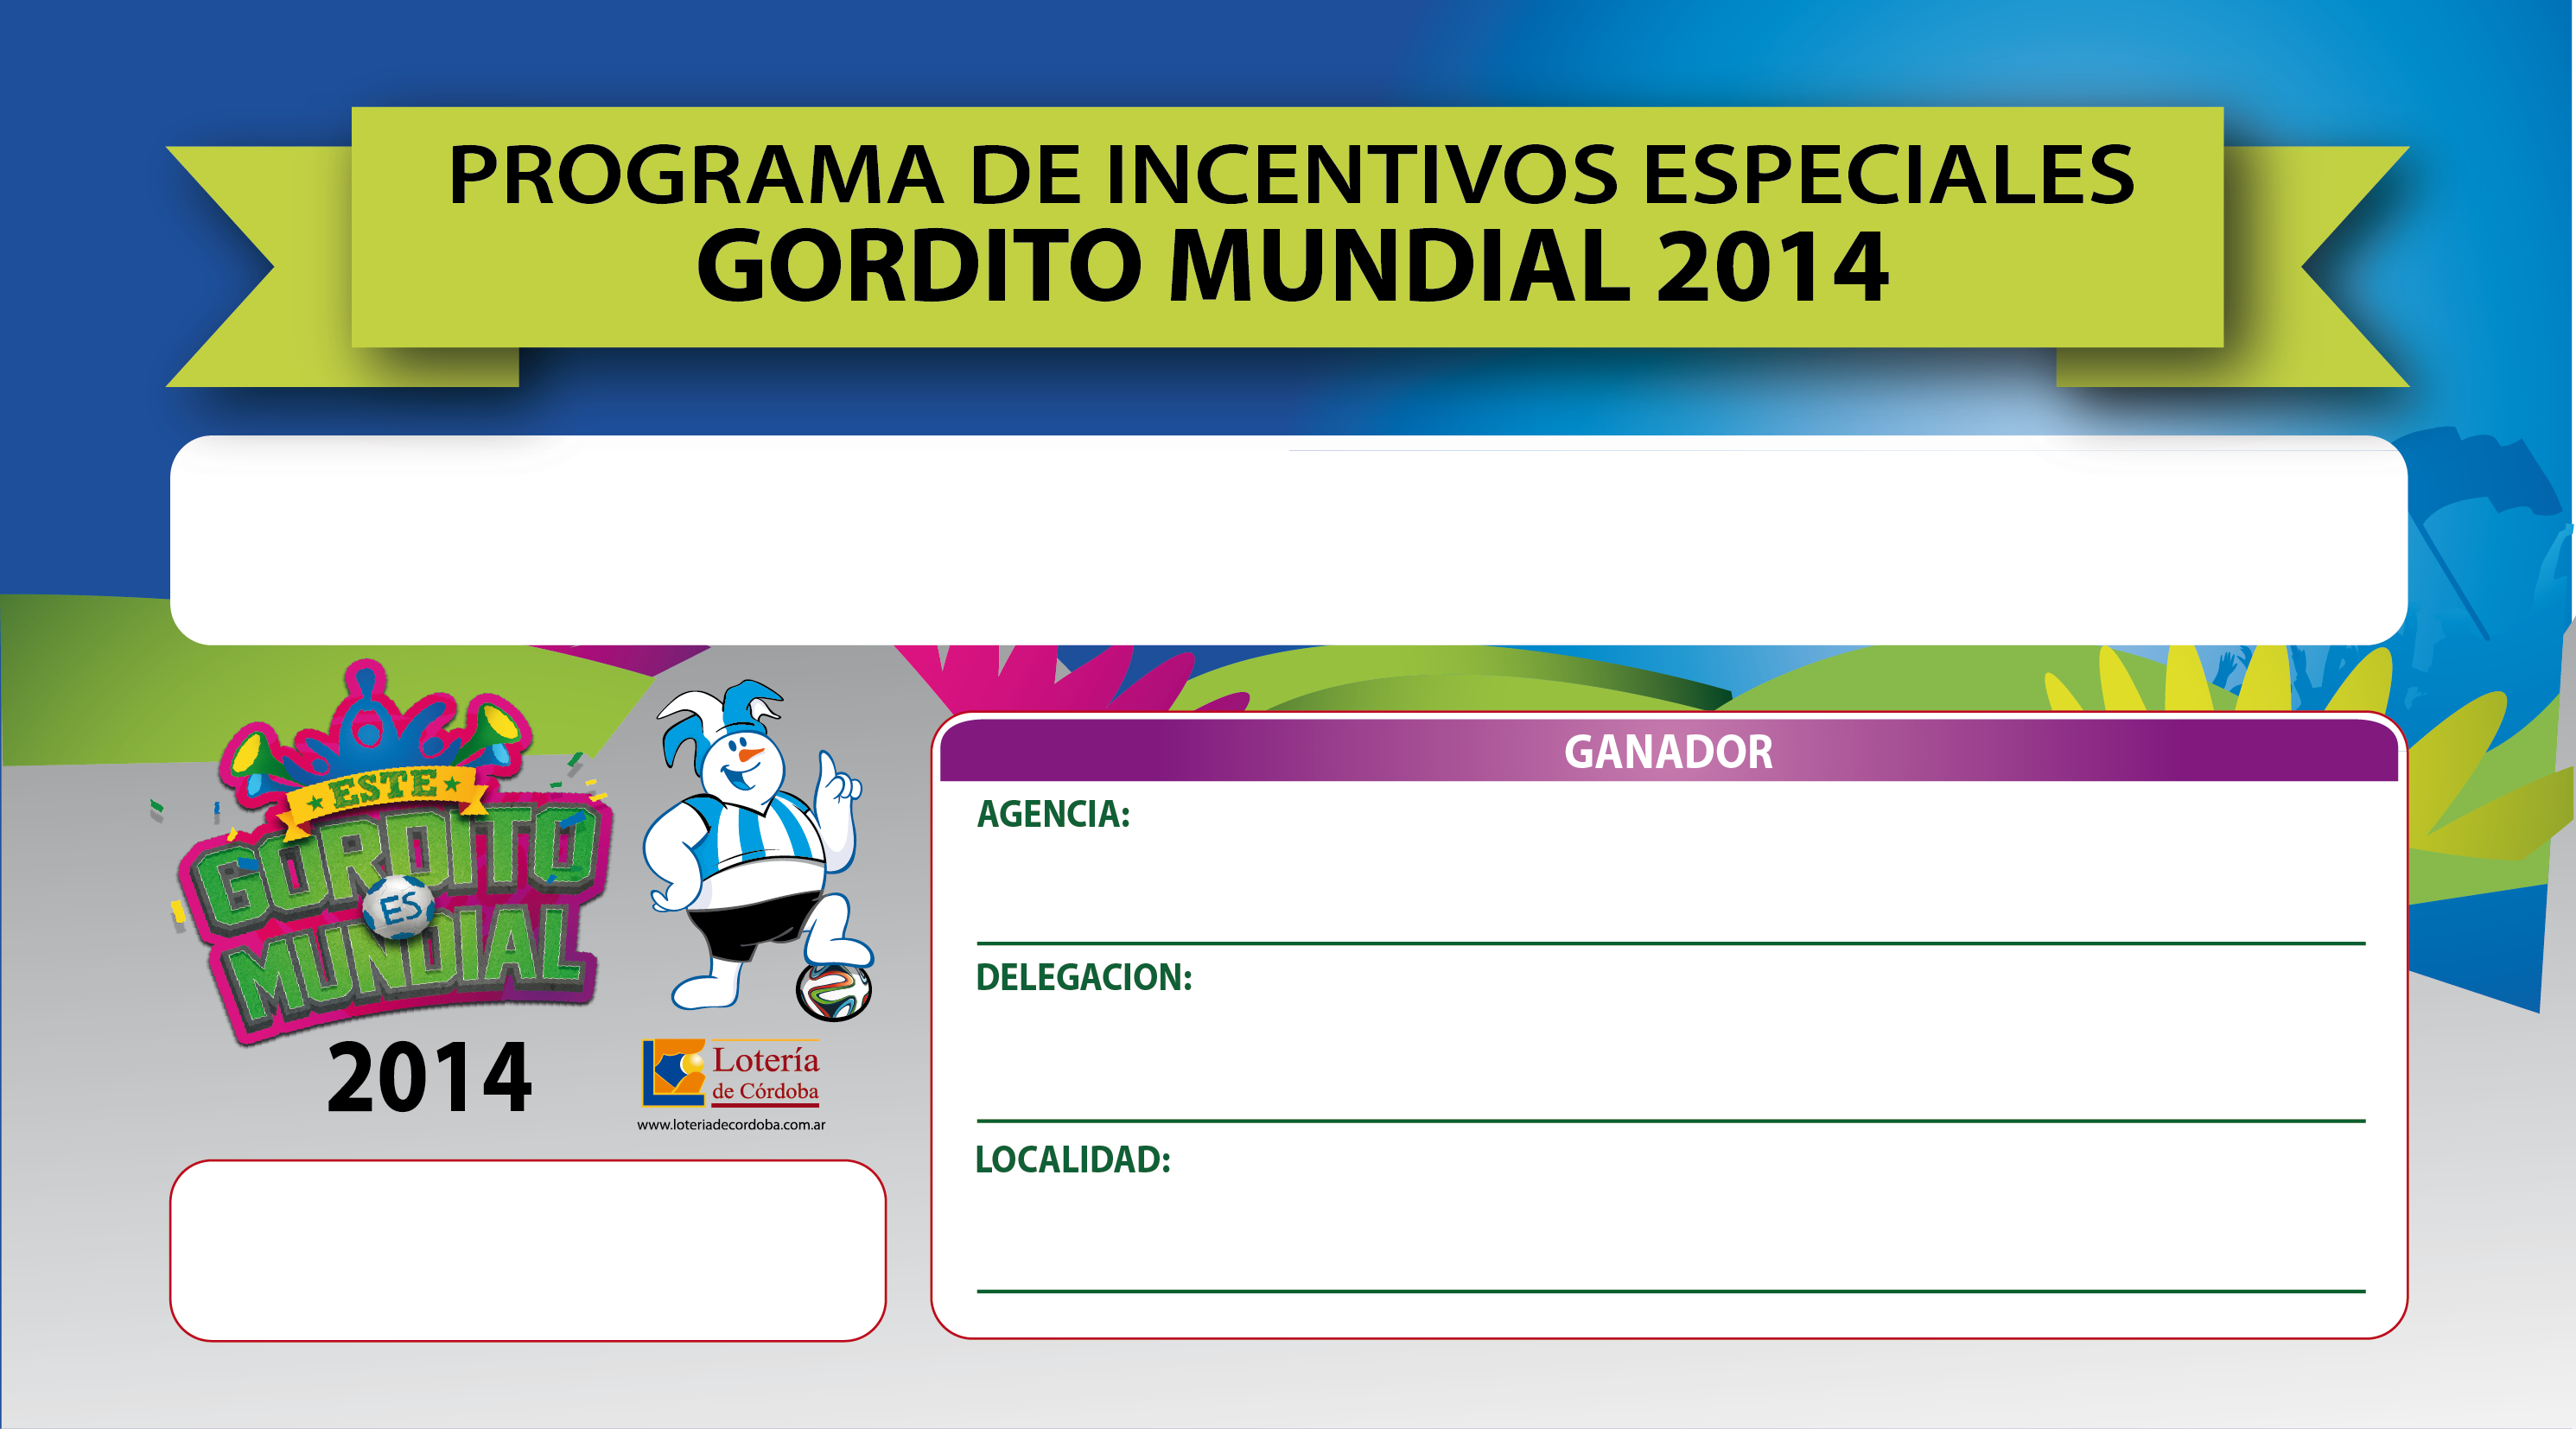 PROGRAMA DE INCENTIVOS ESPECIALES
GORDITO MUNDIAL 2014
ESTE
GORDITO
ES
MUNDIAL
2014
Lotería
de Córdoba
www.loteriadecordoba.com.ar
GANADOR
AGENCIA:
DELEGACION:
LOCALIDAD: